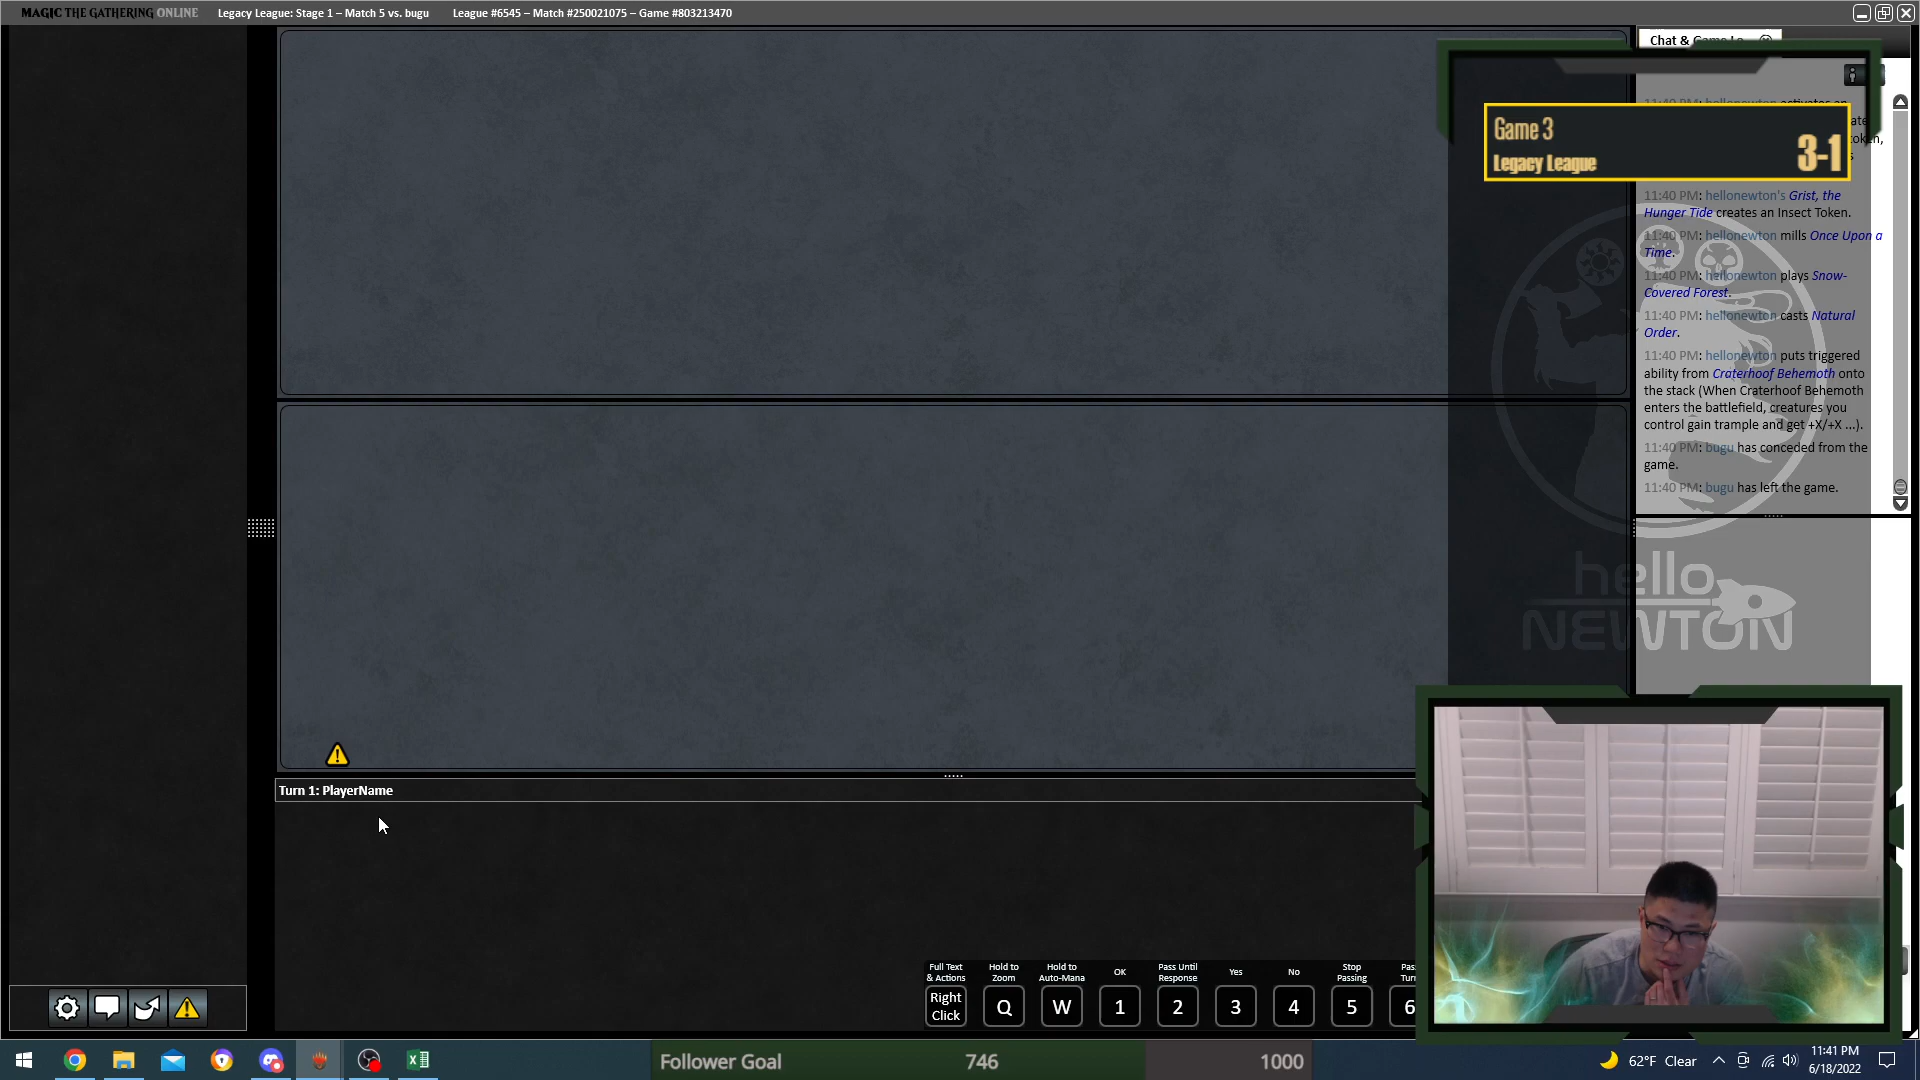 MAGIC THE GATHERING ONLINE
Legacy League: Stage 1 – Match 5 vs. bugu
League #6545 – Match #250021075 – Game #803213470
Chat &
Game 3
Legacy League
3-1
11:40 PM: hellonewton's Grist, the
Hunger Tide creates an Insect Token.
11:40 PM: hellonewton mills Once Upon a
Time.
11:40 PM: hellonewton plays Snow-
Covered Forest.
11:40 PM: hellonewton casts Natural
Order.
11:40 PM: hellonewton puts triggered
ability from Craterhoof Behemoth onto
the stack (When Craterhoof Behemoth
enters the battlefield, creatures you
control gain trample and get +X/+X ...).
11:40 PM: bugu has conceded from the
game.
11:40 PM: bugu has left the game.
hello
NEWTON
Turn 1: PlayerName
Full Text
& Actions
Right
Click
Hold to
Zoom
Q
Hold to
Auto-Mana
W
OK
1
Pass Until
Response
2
Yes
3
No
4
Stop
Passing
5
6
Follower Goal
746
1000
62°F Clear
11:41 PM
6/18/2022